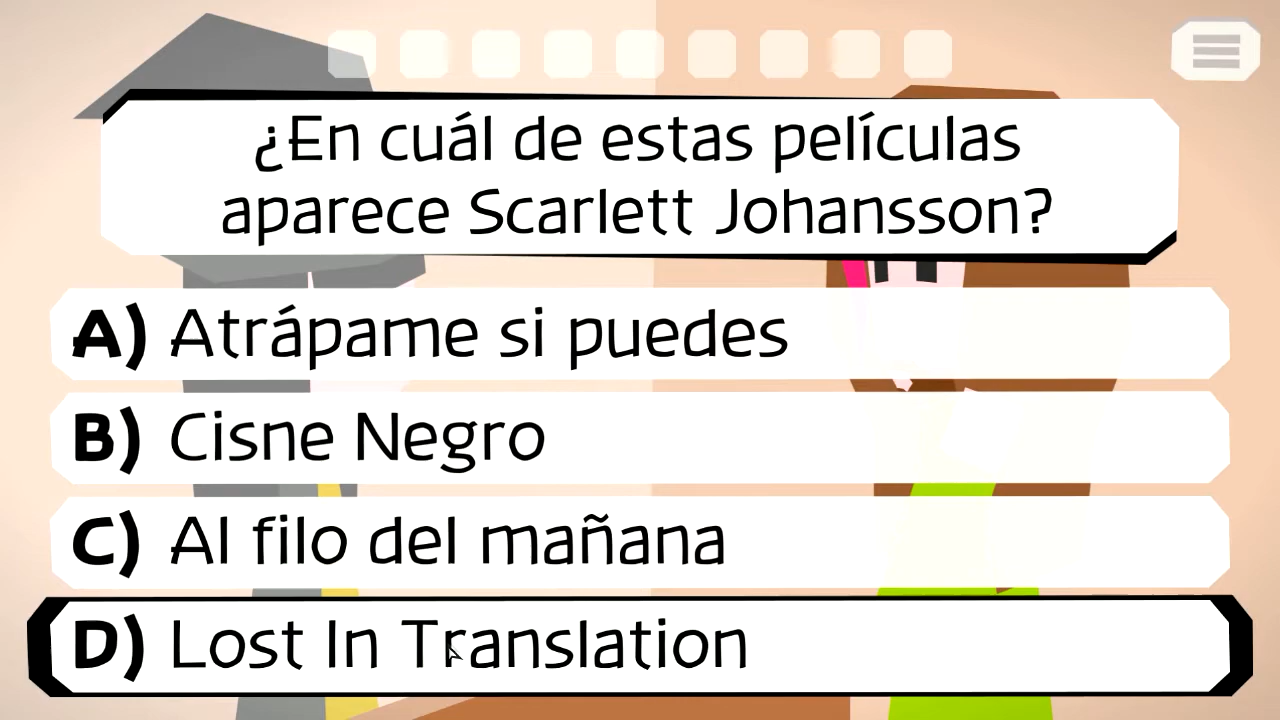 ¿En cuál de estas películas
aparece Scarlett Johansson?
A) Atrápame si puedes
B) Cisne Negro
C) Al filo del mañana
D) Lost In Translation